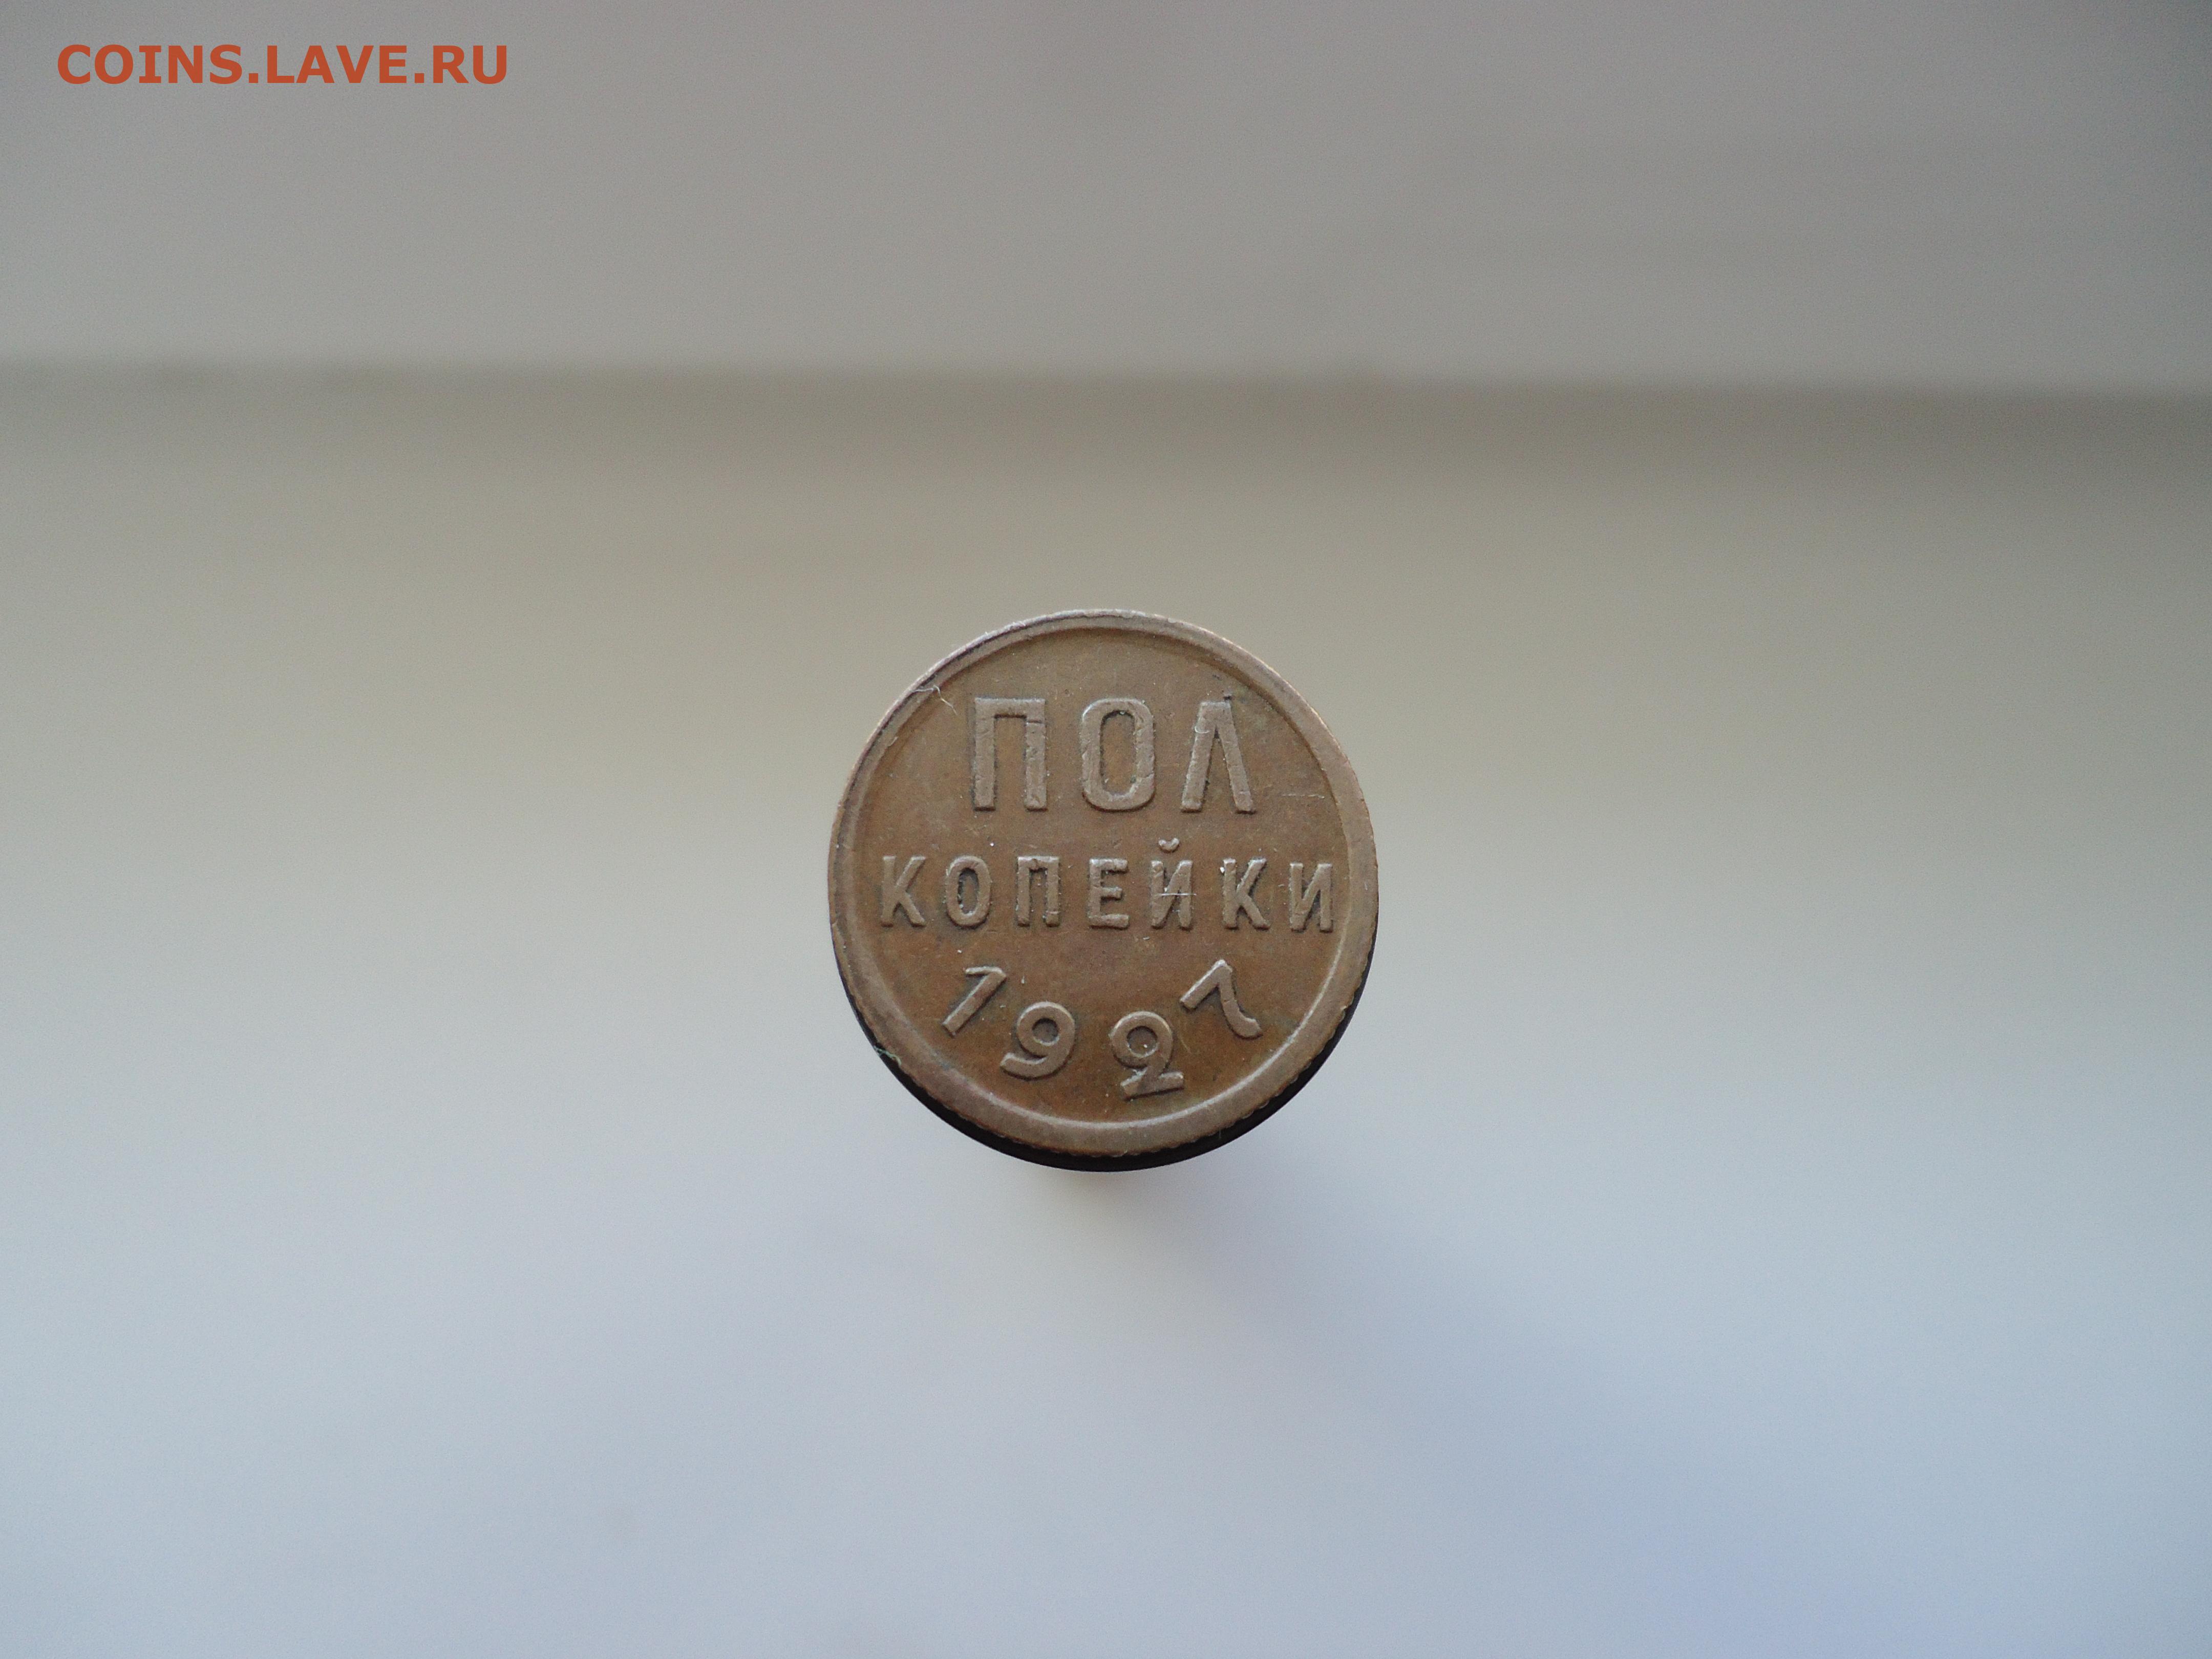 COINS.LAVE.RU
ПОЛ
КОПЕЙКИ
1927